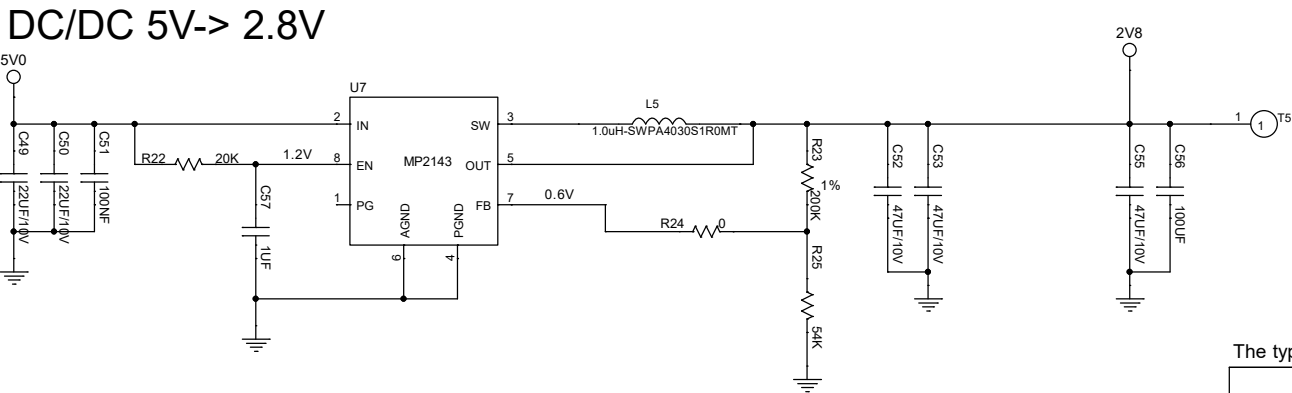 DC/DC 5V-> 2.8V
5V0
2V8
U7
C49
22UF/10V
C50
22UF/10V
C51
100NF
R22
20K
1.2V
C57
1UF
2
IN
8
EN
1
PG
MP2143
SW
3
OUT
5
FB
7
AGND
6
PGND
4
L5
1.0uH-SWPA4030S1R0MT
0.6V
R24
0
R23
200K
1%
R25
54K
C52
47UF/10V
C53
47UF/10V
C55
47UF/10V
C56
100UF
1
1
T5
The typ